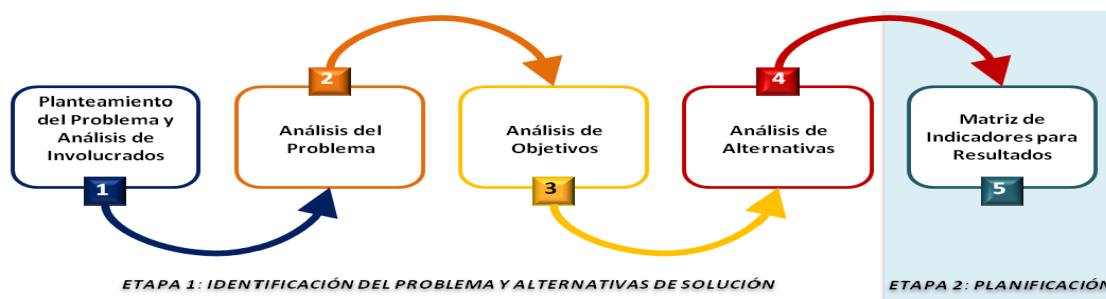 Planteamiento
del Problema y
Análisis de
Involucrados
1
2
Análisis del
Problema
Análisis de
Objetivos
3
4
Análisis de
Alternativas
Matriz de
Indicadores para
Resultados
5
ETAPA 1: IDENTIFICACIÓN DEL PROBLEMA Y ALTERNATIVAS DE SOLUCIÓN
ETAPA 2: PLANIFICACIÓN